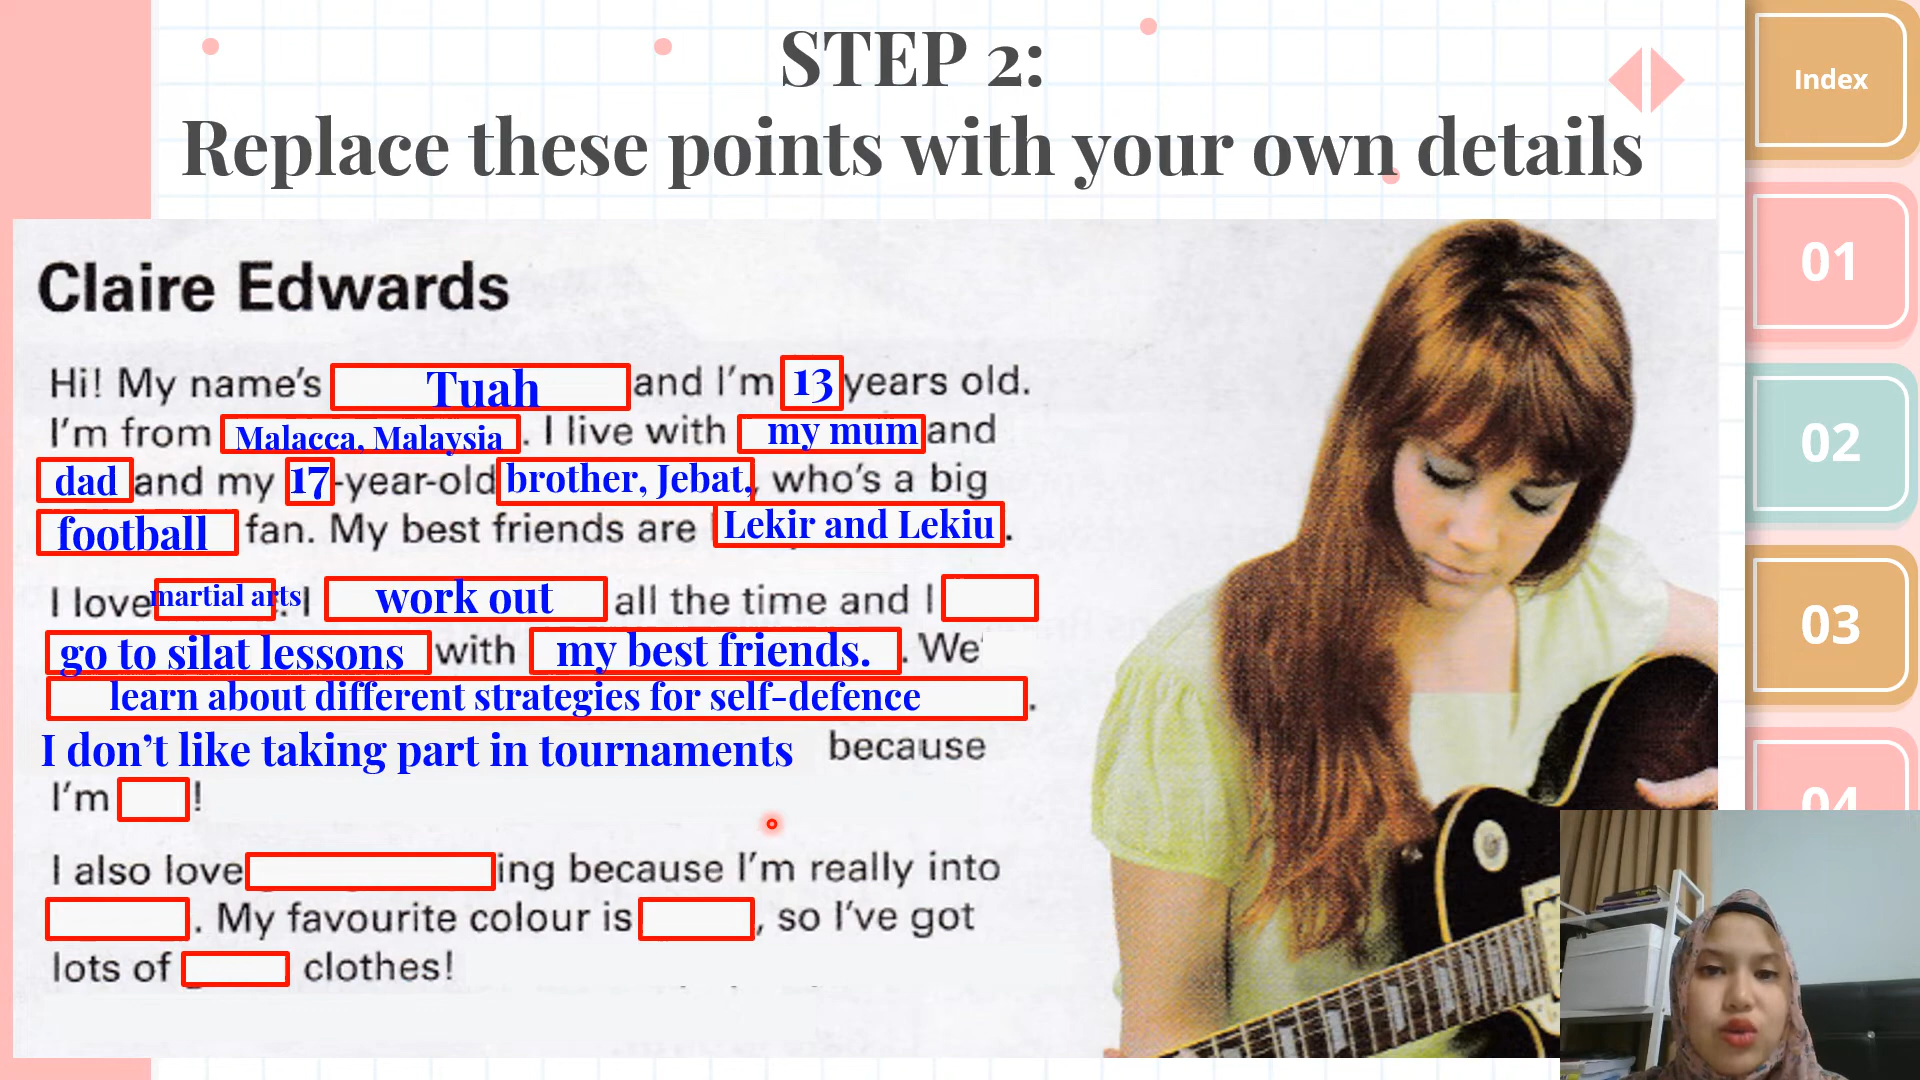 STEP 2:
Replace these points with your own details
Index
01
02
03
04
Claire Edwards
Hi! My name's Tuah and I'm 13 years old.
I'm from Malacca, Malaysia. I live with my mum and
dad and my 17-year-old brother, Jebat,, who's a big
football fan. My best friends are Lekir and Lekiu.
I love martial arts. I work out all the time and I
go to silat lessons with my best friends.. We
learn about different strategies for self-defence.
I don't like taking part in tournaments because
I'm !
I also love ing because I'm really into
. My favourite colour is , so I've got
lots of clothes!